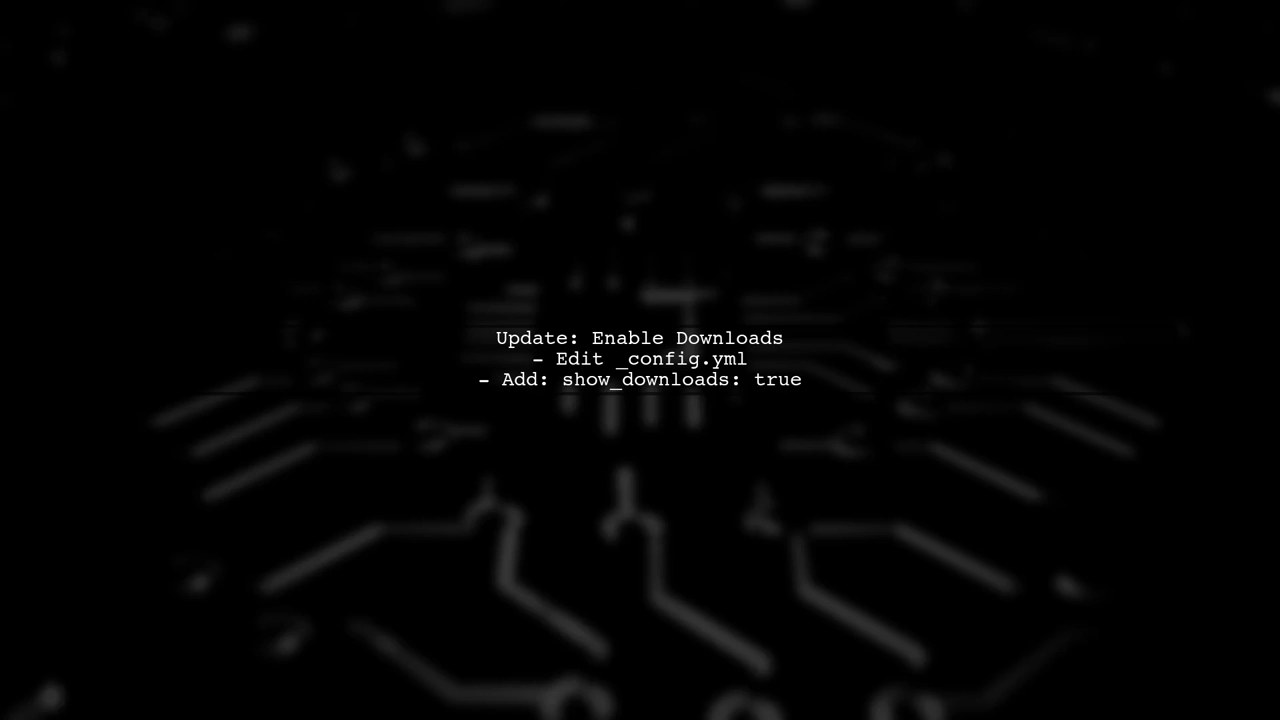 Update: Enable Downloads
- Edit _config.yml
- Add: show_downloads: true